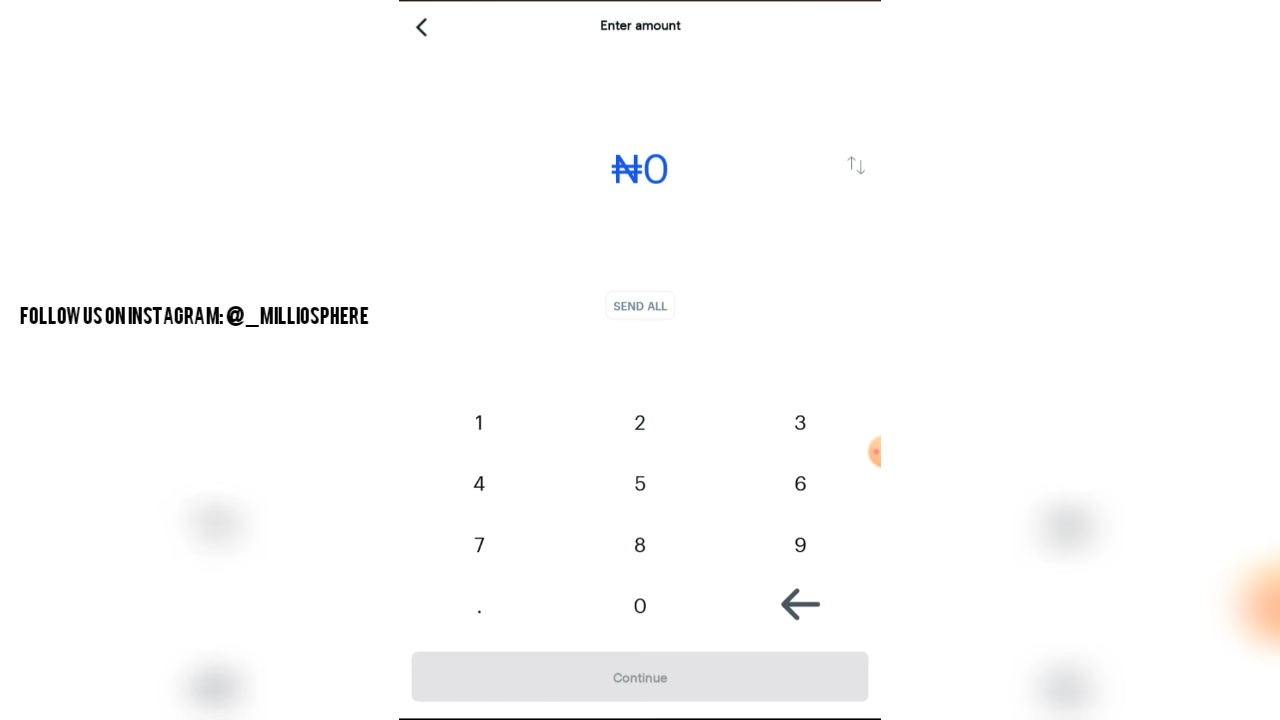 Enter amount
₦0
SEND ALL
FOLLOW US ON INSTAGRAM: @_MILLIOSPHERE
1 2 3
4 5 6
7 8 9
. 0
Continue